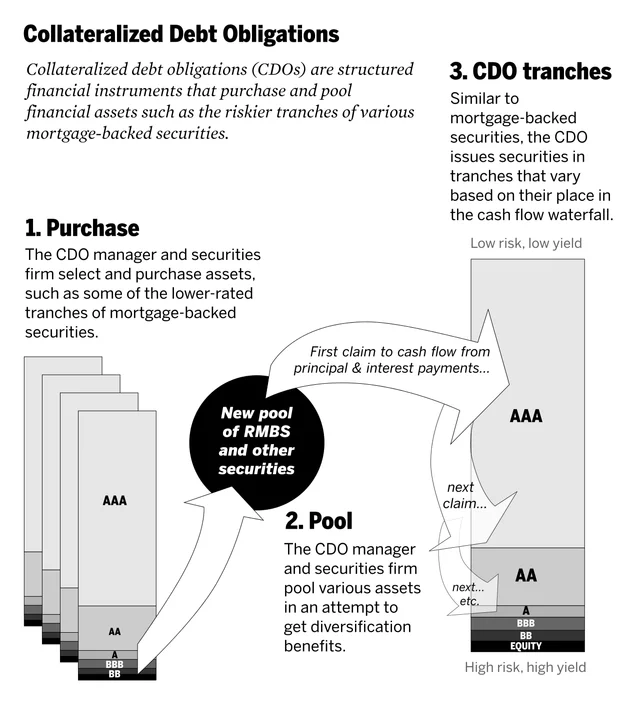 Collateralized Debt Obligations
Collateralized debt obligations (CDOs) are structured
financial instruments that purchase and pool
financial assets such as the riskier tranches of various
mortgage-backed securities.
1. Purchase
The CDO manager and securities
firm select and purchase assets,
such as some of the lower-rated
tranches of mortgage-backed
securities.
AAA
AA
A
BBB
BB
New pool
of RMBS
and other
securities
2. Pool
The CDO manager
and securities firm
pool various assets
in an attempt to
get diversification
benefits.
3. CDO tranches
Similar to
mortgage-backed
securities, the CDO
issues securities in
tranches that vary
based on their place in
the cash flow waterfall.
Low risk, low yield
First claim to cash flow from
principal & interest payments...
next
claim...
next...
etc.
AAA
AA
A
BBB
BB
EQUITY
High risk, high yield